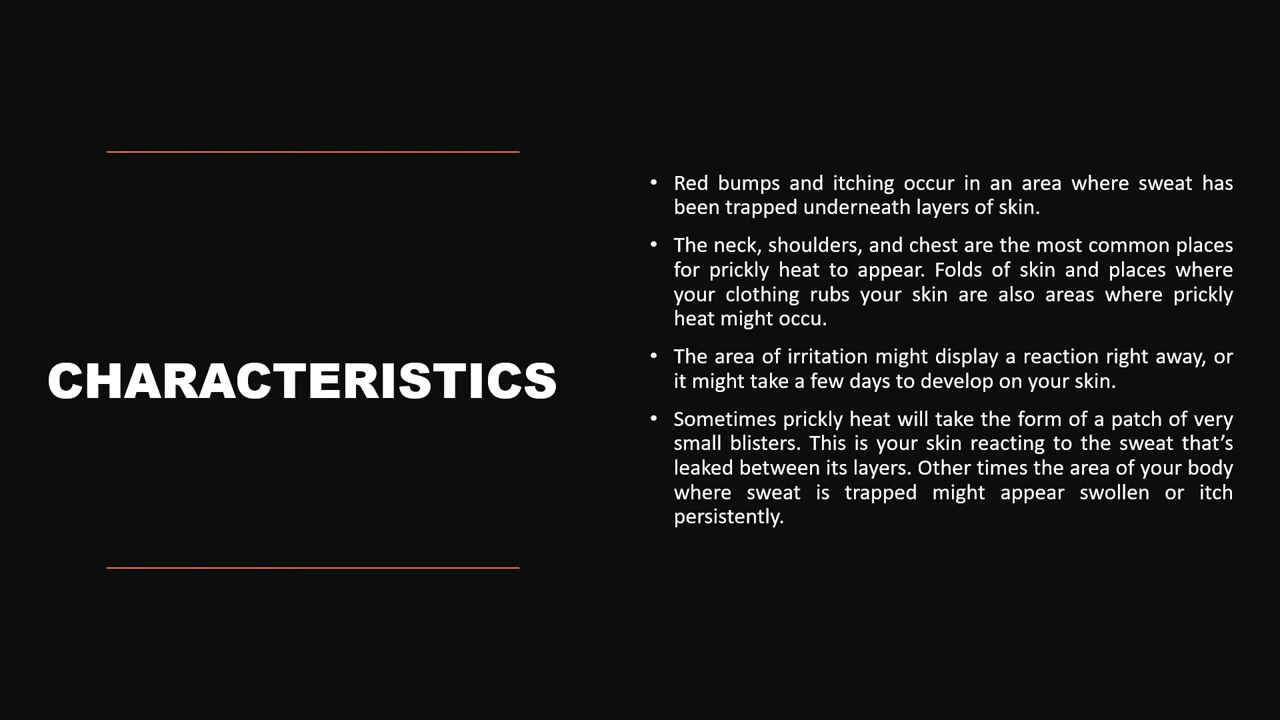 CHARACTERISTICS
• Red bumps and itching occur in an area where sweat has
been trapped underneath layers of skin.
• The neck, shoulders, and chest are the most common places
for prickly heat to appear. Folds of skin and places where
your clothing rubs your skin are also areas where prickly
heat might occu.
• The area of irritation might display a reaction right away, or
it might take a few days to develop on your skin.
• Sometimes prickly heat will take the form of a patch of very
small blisters. This is your skin reacting to the sweat that’s
leaked between its layers. Other times the area of your body
where sweat is trapped might appear swollen or itch
persistently.